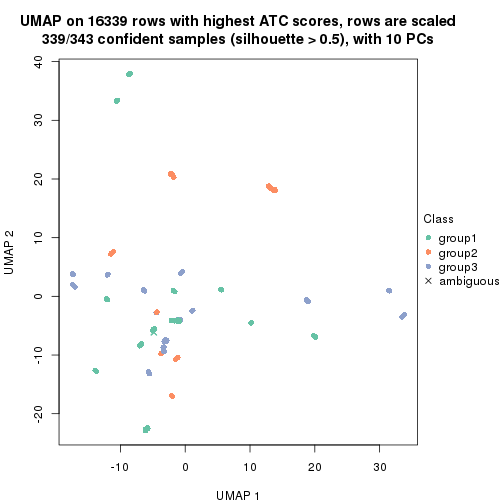 UMAP on 16339 rows with highest ATC scores, rows are scaled
339/343 confident samples (silhouette > 0.5), with 10 PCs
40
30
20
10
0
-10
-20
UMAP 2
-10
0
10
20
30
UMAP 1
Class
group1
group2
group3
ambiguous